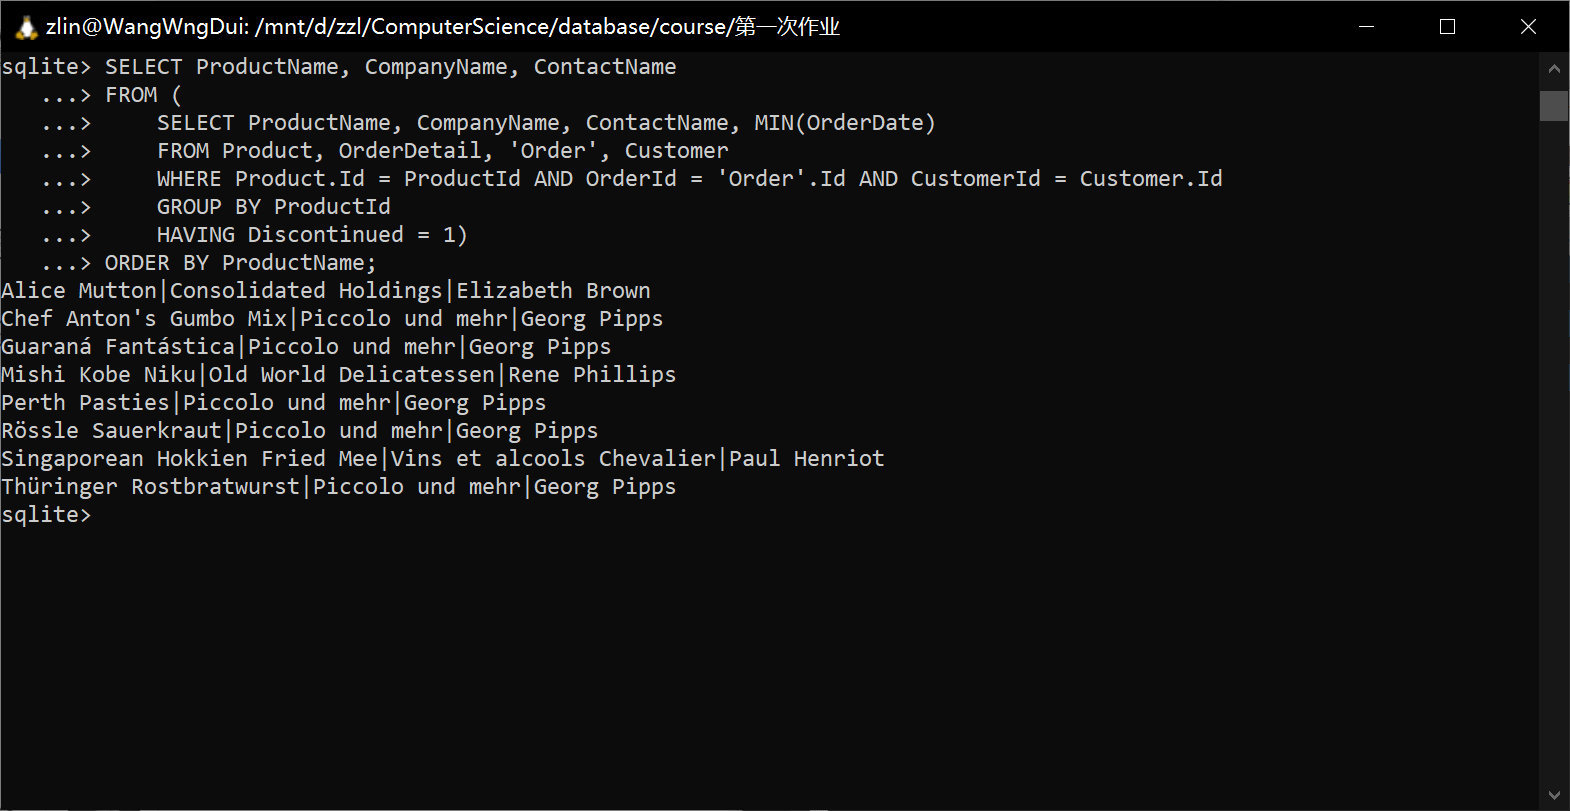 zlin@WangWngDui: /mnt/d/zzl/ComputerScience/database/course/第一次作业
sqlite> SELECT ProductName, CompanyName, ContactName
   ...> FROM (
   ...>     SELECT ProductName, CompanyName, ContactName, MIN(OrderDate)
   ...>     FROM Product, OrderDetail, 'Order', Customer
   ...>     WHERE Product.Id = ProductId AND OrderId = 'Order'.Id AND CustomerId = Customer.Id
   ...>     GROUP BY ProductId
   ...>     HAVING Discontinued = 1)
   ...> ORDER BY ProductName;
Alice Mutton|Consolidated Holdings|Elizabeth Brown
Chef Anton's Gumbo Mix|Piccolo und mehr|Georg Pipps
Guaraná Fantástica|Piccolo und mehr|Georg Pipps
Mishi Kobe Niku|Old World Delicatessen|Rene Phillips
Perth Pasties|Piccolo und mehr|Georg Pipps
Rössle Sauerkraut|Piccolo und mehr|Georg Pipps
Singaporean Hokkien Fried Mee|Vins et alcools Chevalier|Paul Henriot
Thüringer Rostbratwurst|Piccolo und mehr|Georg Pipps
sqlite>